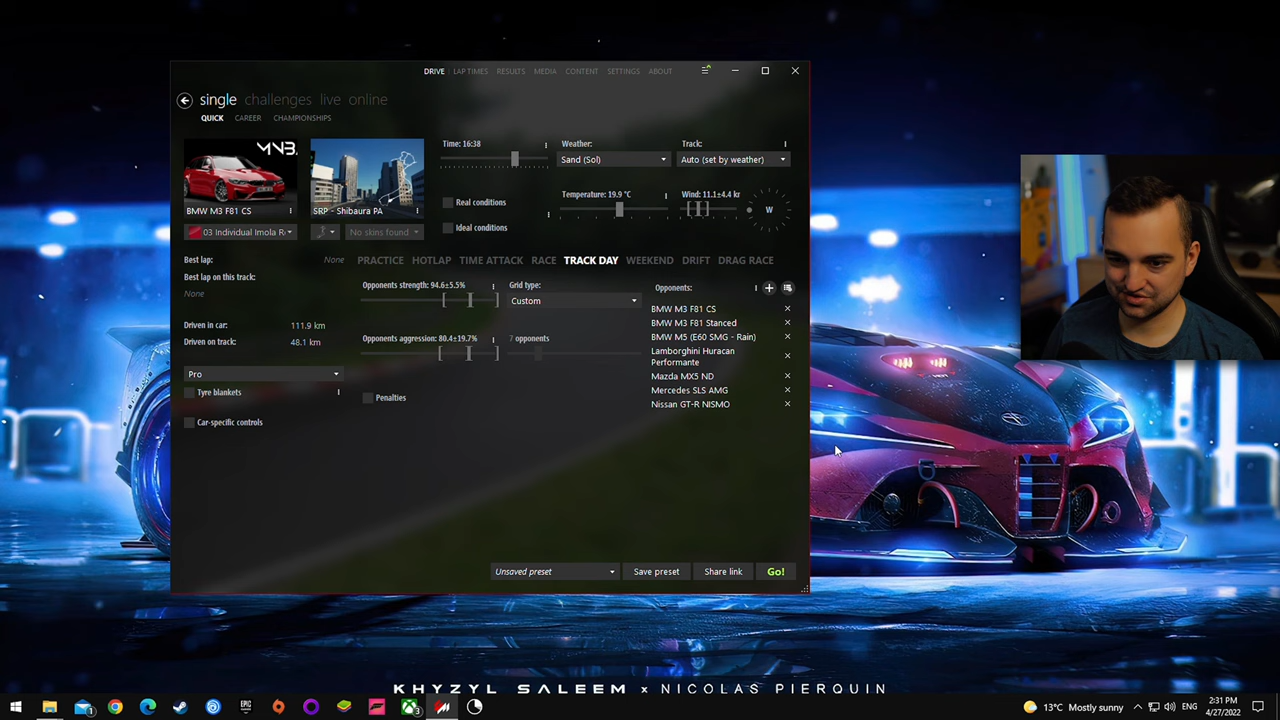 DRIVE LAP TIMES RESULTS MEDIA CONTENT SETTINGS ABOUT
single challenges live online
QUICK CAREER CHAMPIONSHIPS
BMW M3 F81 CS
SRP - Shibaura PA
03 Individual Imola R
No skins found
Time: 16:38
Weather:
Track:
Sand (Sol)
Auto (set by weather)
Real conditions
Ideal conditions
Temperature: 19.9 °C
Wind: 11.1±4.4 k
W
Best lap:
None
Best lap on this track:
None
Driven in car: 111.9 km
Driven on track: 48.1 km
Pro
Tyre blankets
Car-specific controls
PRACTICE HOTLAP TIME ATTACK RACE TRACK DAY WEEKEND DRIFT DRAG RACE
Opponents strength: 94.6±5.5%
Grid type:
Custom
Opponents aggression: 80.4±19.7%
7 opponents
Penalties
Opponents:
BMW M3 F81 CS
BMW M3 F81 Stanced
BMW M5 (E60 SMG - Rain)
Lamborghini Huracan
Performante
Mazda MX5 ND
Mercedes SLS AMG
Nissan GT-R NISMO
Unsaved preset
Save preset
Share link
Go!
KHYZYL SALEEM x NICOLAS PIERQUIN
EPIC
GAMES
13°C Mostly sunny
ENG
2:31 PM
4/27/2022